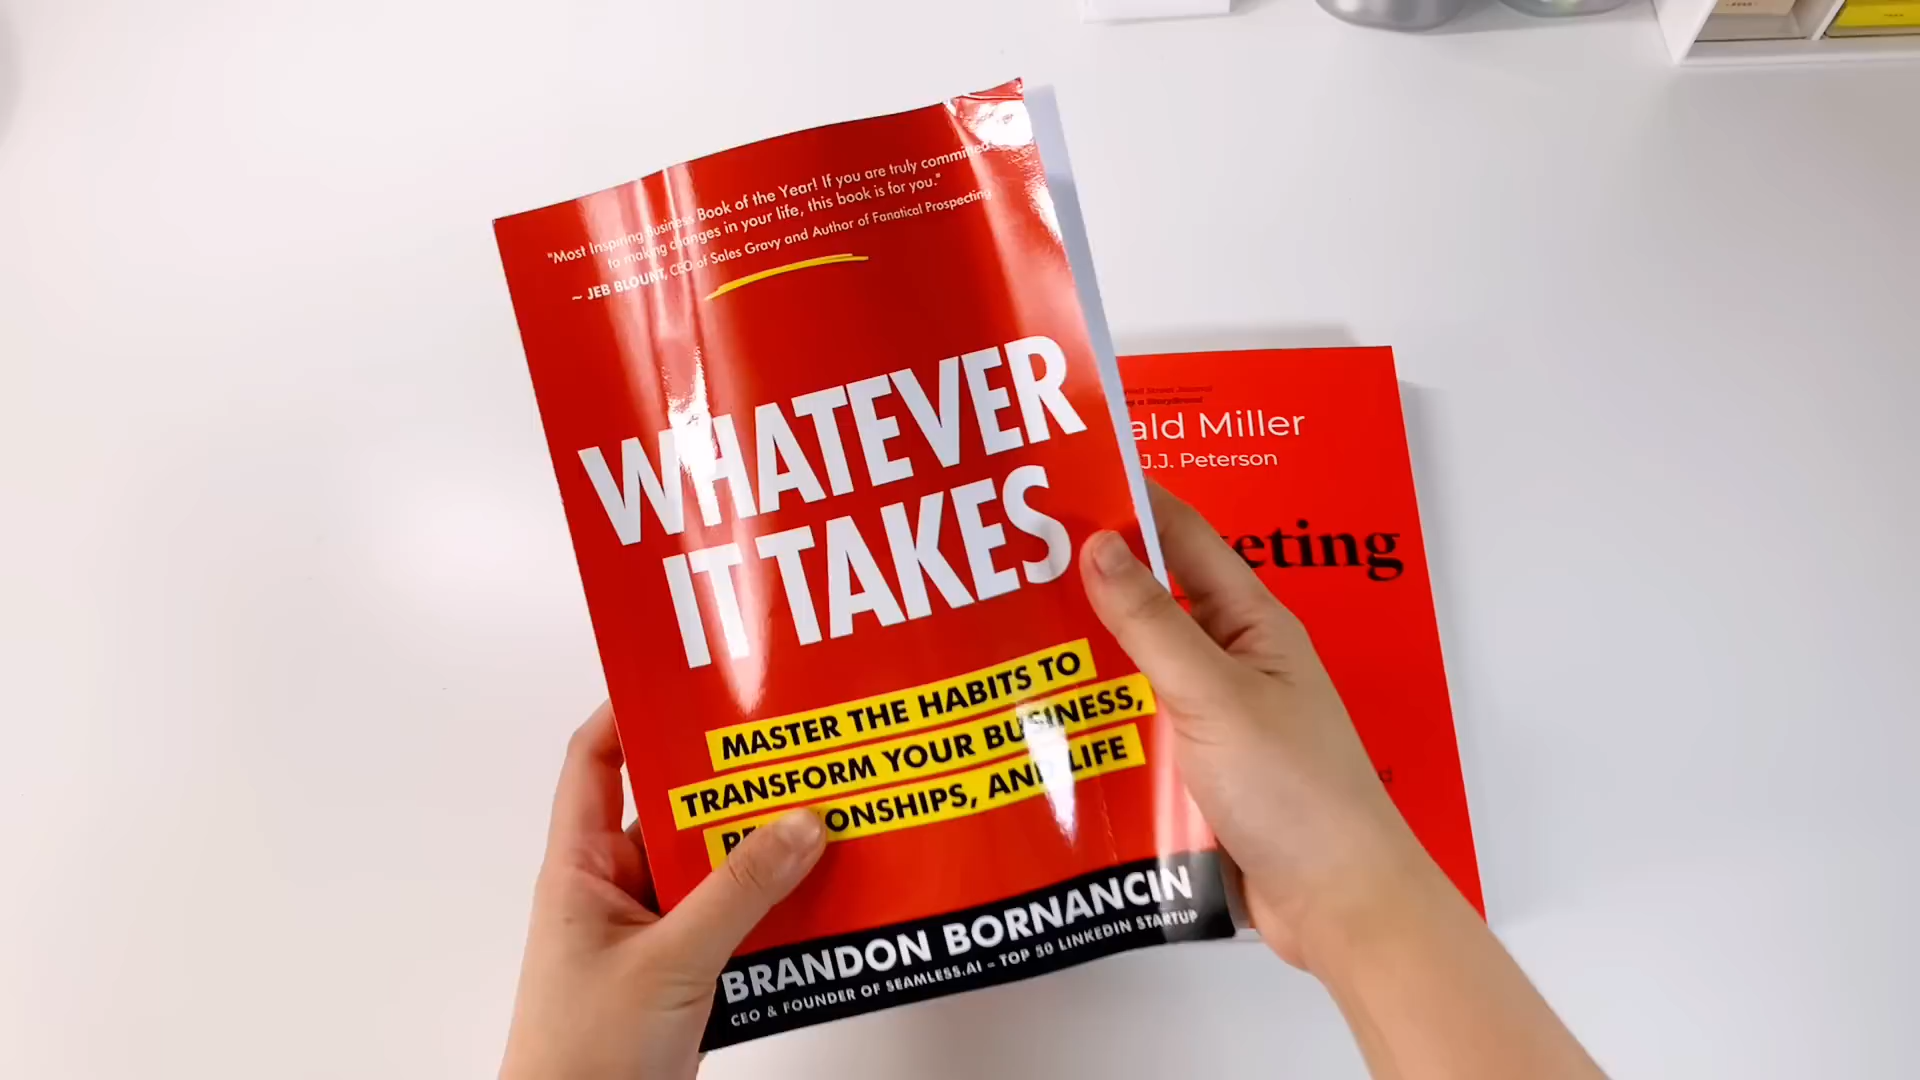 "Most Inspiring Business Book of the Year! If you are truly committed
to making changes in your life, this book is for you."
~ JEB BLOUNT, CEO of Sales Gravy and Author of Fanatical Prospecting
WHATEVER
IT TAKES
MASTER THE HABITS TO
TRANSFORM YOUR BUSINESS,
ONSHIPS, AND LIFE
BRANDON BORNANCIN
CEO & FOUNDER OF SEAMLESS.AI – TOP 50 LINKEDIN STARTUP
ald Miller
J.J. Peterson
eting